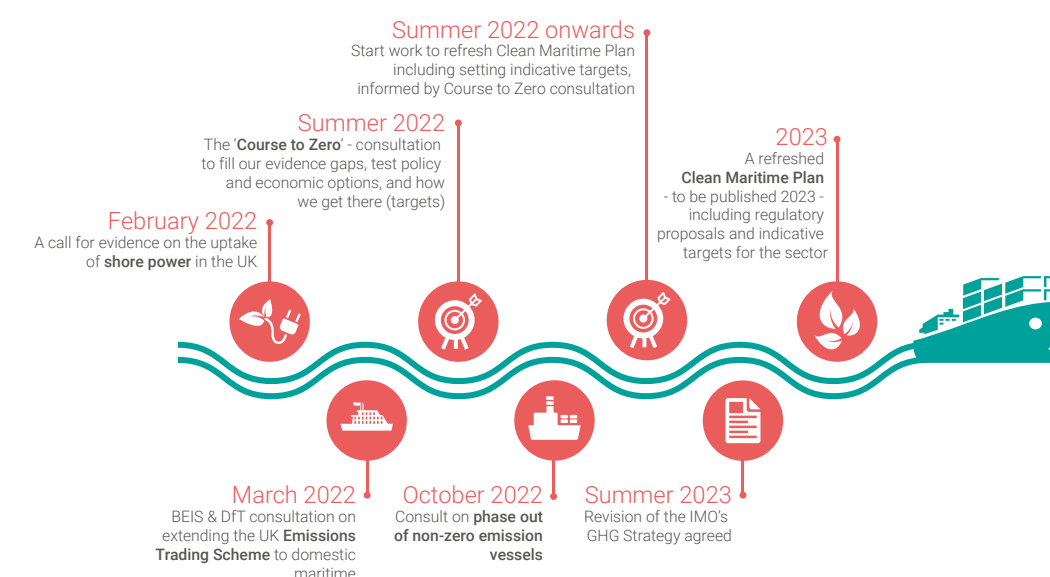 Summer 2022 onwards
Start work to refresh Clean Maritime Plan
including setting indicative targets,
informed by Course to Zero consultation
Summer 2022
The ‘Course to Zero’ - consultation
to fill our evidence gaps, test policy
and economic options, and how
we get there (targets)
2023
A refreshed
Clean Maritime Plan
- to be published 2023 -
including regulatory
proposals and indicative
targets for the sector
February 2022
A call for evidence on the uptake
of shore power in the UK
March 2022
BEIS & DfT consultation on
extending the UK Emissions
Trading Scheme to domestic
maritime
October 2022
Consult on phase out
of non-zero emission
vessels
Summer 2023
Revision of the IMO’s
GHG Strategy agreed